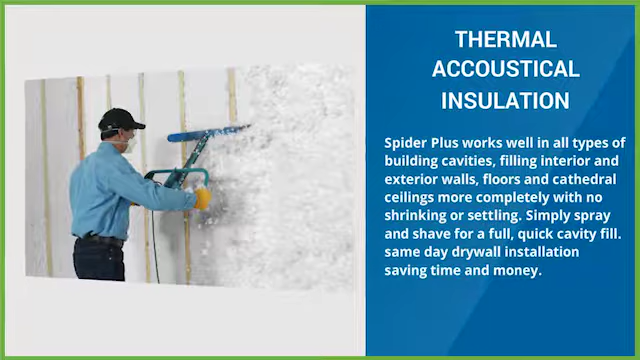 THERMAL
ACCOUSTICAL
INSULATION
Spider Plus works well in all types of
building cavities, filling interior and
exterior walls, floors and cathedral
ceilings more completely with no
shrinking or settling. Simply spray
and shave for a full, quick cavity fill.
same day drywall installation
saving time and money.